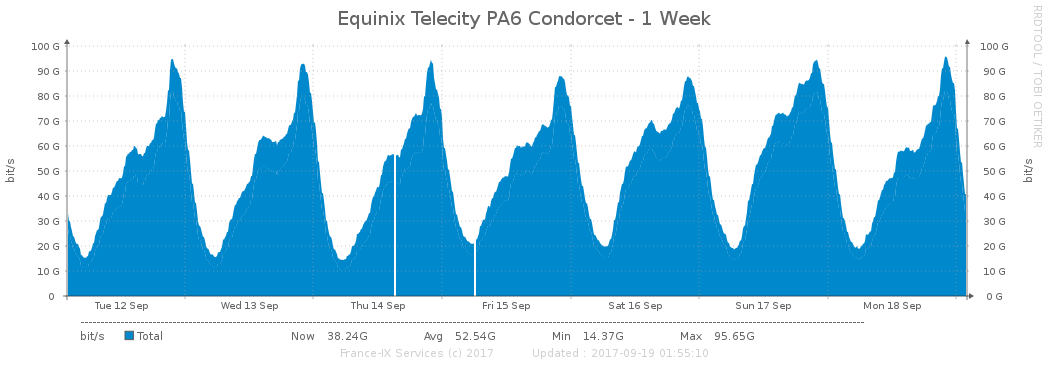 Equinix Telecity PA6 Condorcet - 1 Week
RRDTOOL / TOBI OETIKER
bit/s
100 G
90 G
80 G
70 G
60 G
50 G
40 G
30 G
20 G
10 G
0
100 G
90 G
80 G
70 G
60 G
50 G
40 G
30 G
20 G
10 G
0 G
bit/s
Tue 12 Sep Wed 13 Sep Thu 14 Sep Fri 15 Sep Sat 16 Sep Sun 17 Sep Mon 18 Sep
bit/s Total Now 38.24G Avg 52.54G Min 14.37G Max 95.65G
France-IX Services (c) 2017 Updated : 2017-09-19 01:55:10